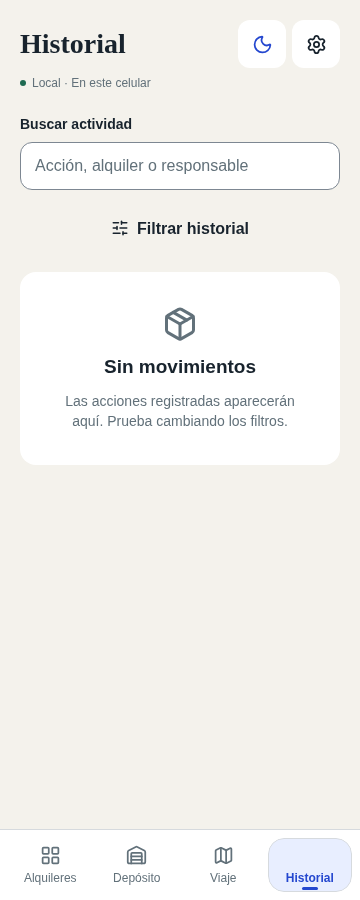 Historial
Local · En este celular
Buscar actividad
Acción, alquiler o responsable
Filtrar historial
Sin movimientos
Las acciones registradas aparecerán
aquí. Prueba cambiando los filtros.
Alquileres
Depósito
Viaje
Historial